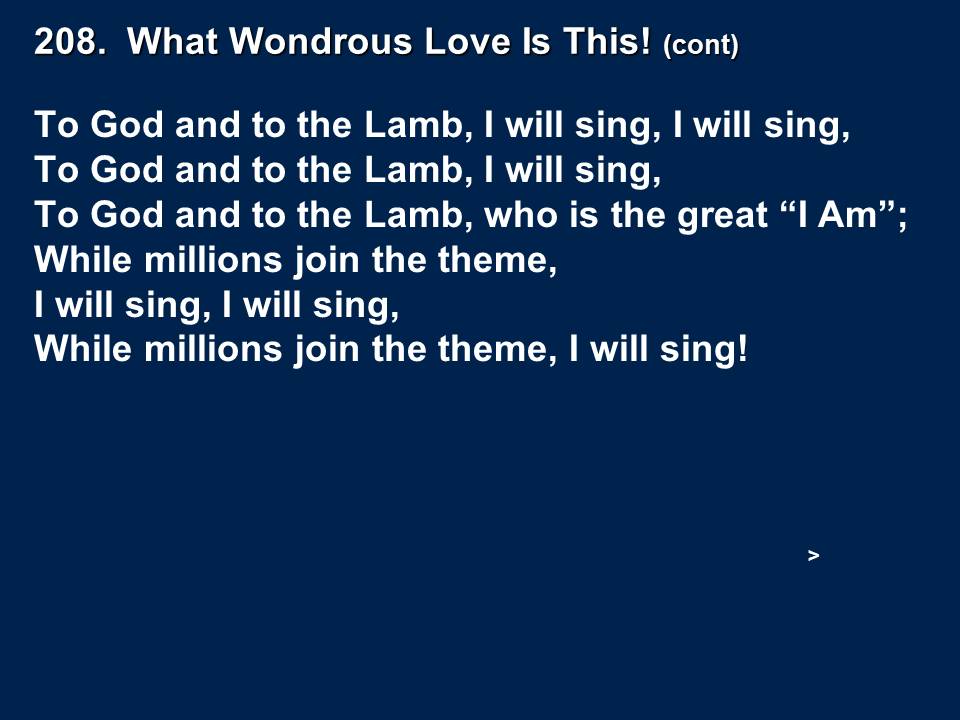 208.  What Wondrous Love Is This! (cont)
To God and to the Lamb, I will sing, I will sing,
To God and to the Lamb, I will sing,
To God and to the Lamb, who is the great “I Am”;
While millions join the theme,
I will sing, I will sing,
While millions join the theme, I will sing!
>